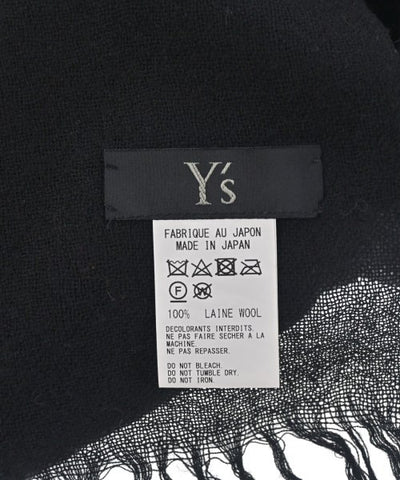 Y's
FABRIQUE AU JAPON
MADE IN JAPAN
F W
100% LAINE WOOL
DECOLORANTS INTERDITS.
NE PAS FAIRE SECHER A LA
MACHINE.
NE PAS REPASSER.
DO NOT BLEACH.
DO NOT TUMBLE DRY.
DO NOT IRON.